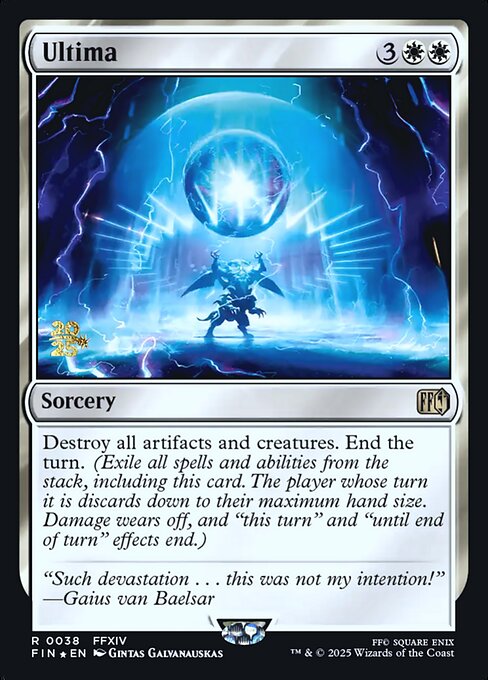 Ultima 3
Sorcery
Destroy all artifacts and creatures. End the
turn. (Exile all spells and abilities from the
stack, including this card. The player whose turn
it is discards down to their maximum hand size.
Damage wears off, and “this turn” and “until end
of turn” effects end.)
“Such devastation . . . this was not my intention!”
—Gaius van Baelsar
R 0038 FFXIV
FIN ★ EN Gintas Galvanauskas
FF© SQUARE ENIX
™ & © 2025 Wizards of the Coast